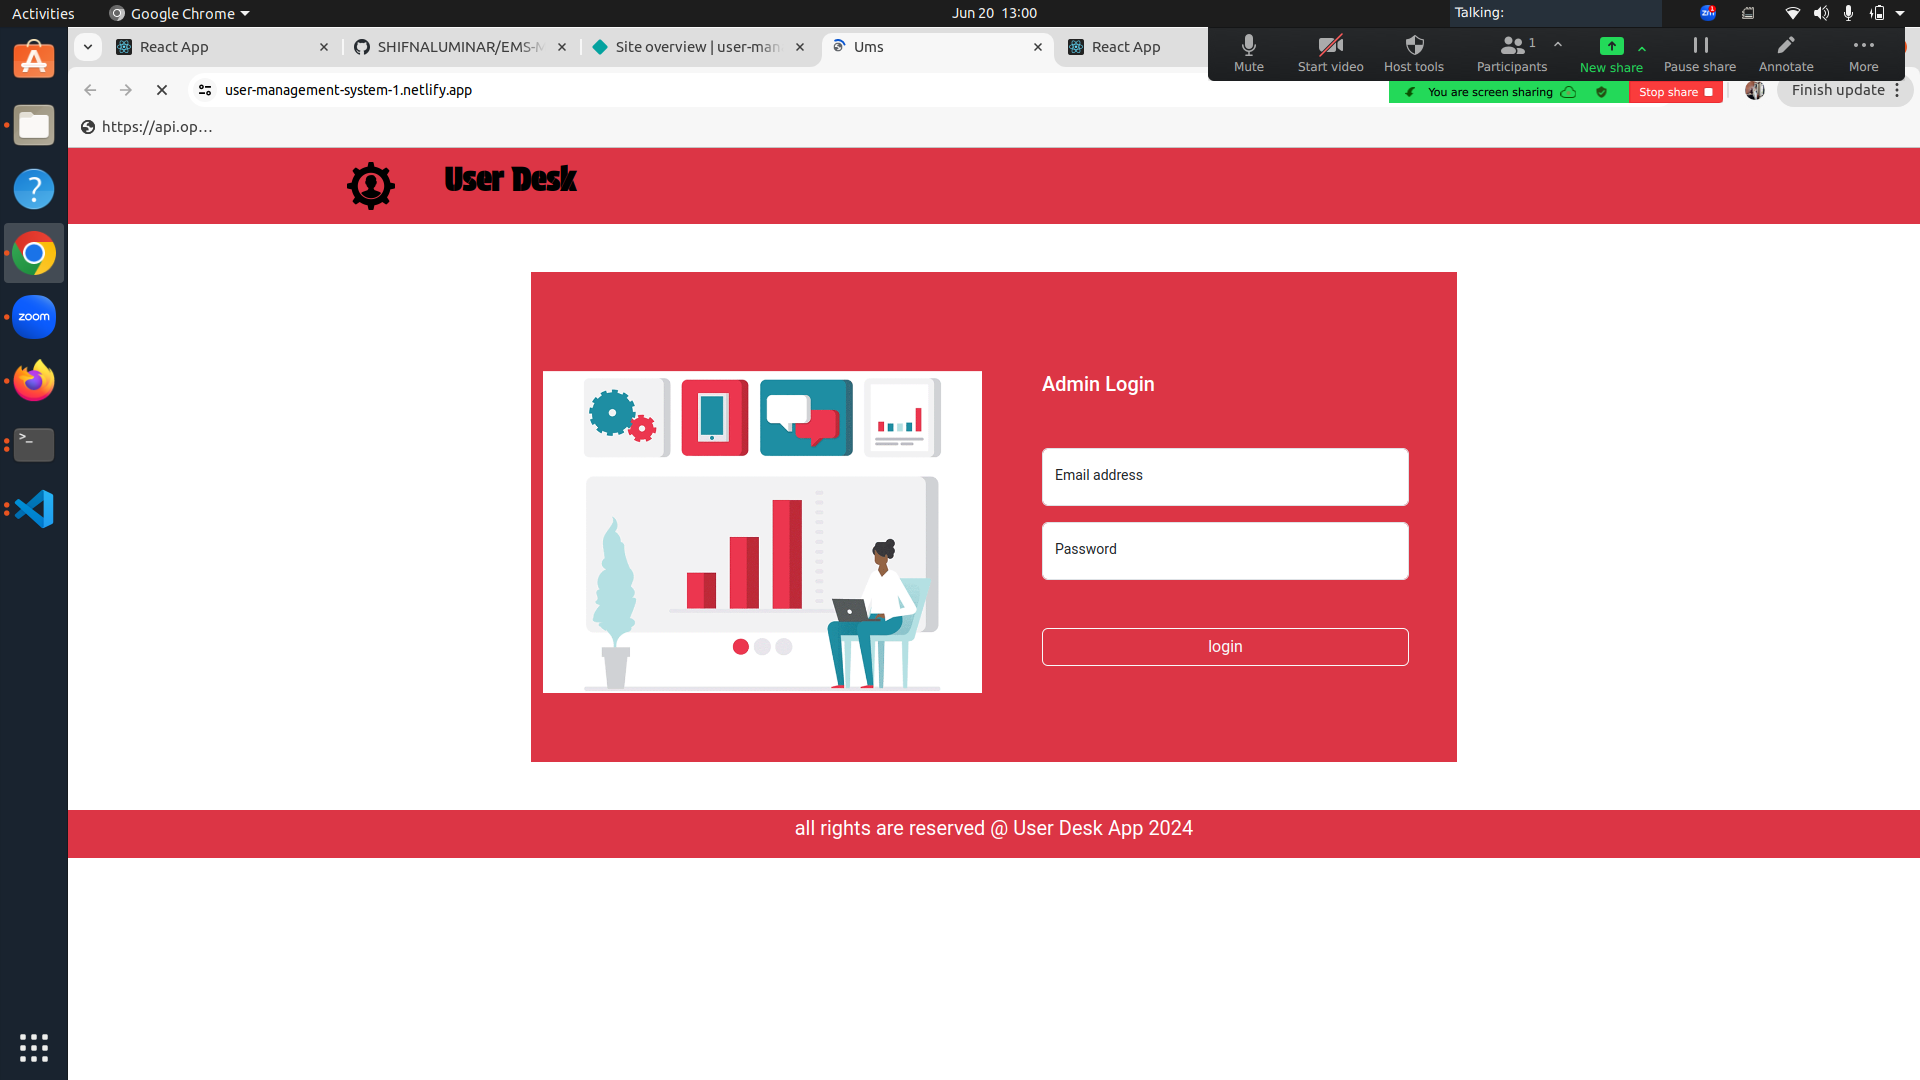 Activities
Google Chrome
Jun 20 13:00
Talking:
zm
1
React App
SHIFNALUMINAR/EMS-M
Site overview | user-man
Ums
React App
Mute
Start video
Host tools
Participants
1
New share
Pause share
Annotate
More
user-management-system-1.netlify.app
You are screen sharing
Stop share
Finish update
https://api.op...
User Desk
Admin Login
Email address
Password
login
all rights are reserved @ User Desk App 2024
zoom